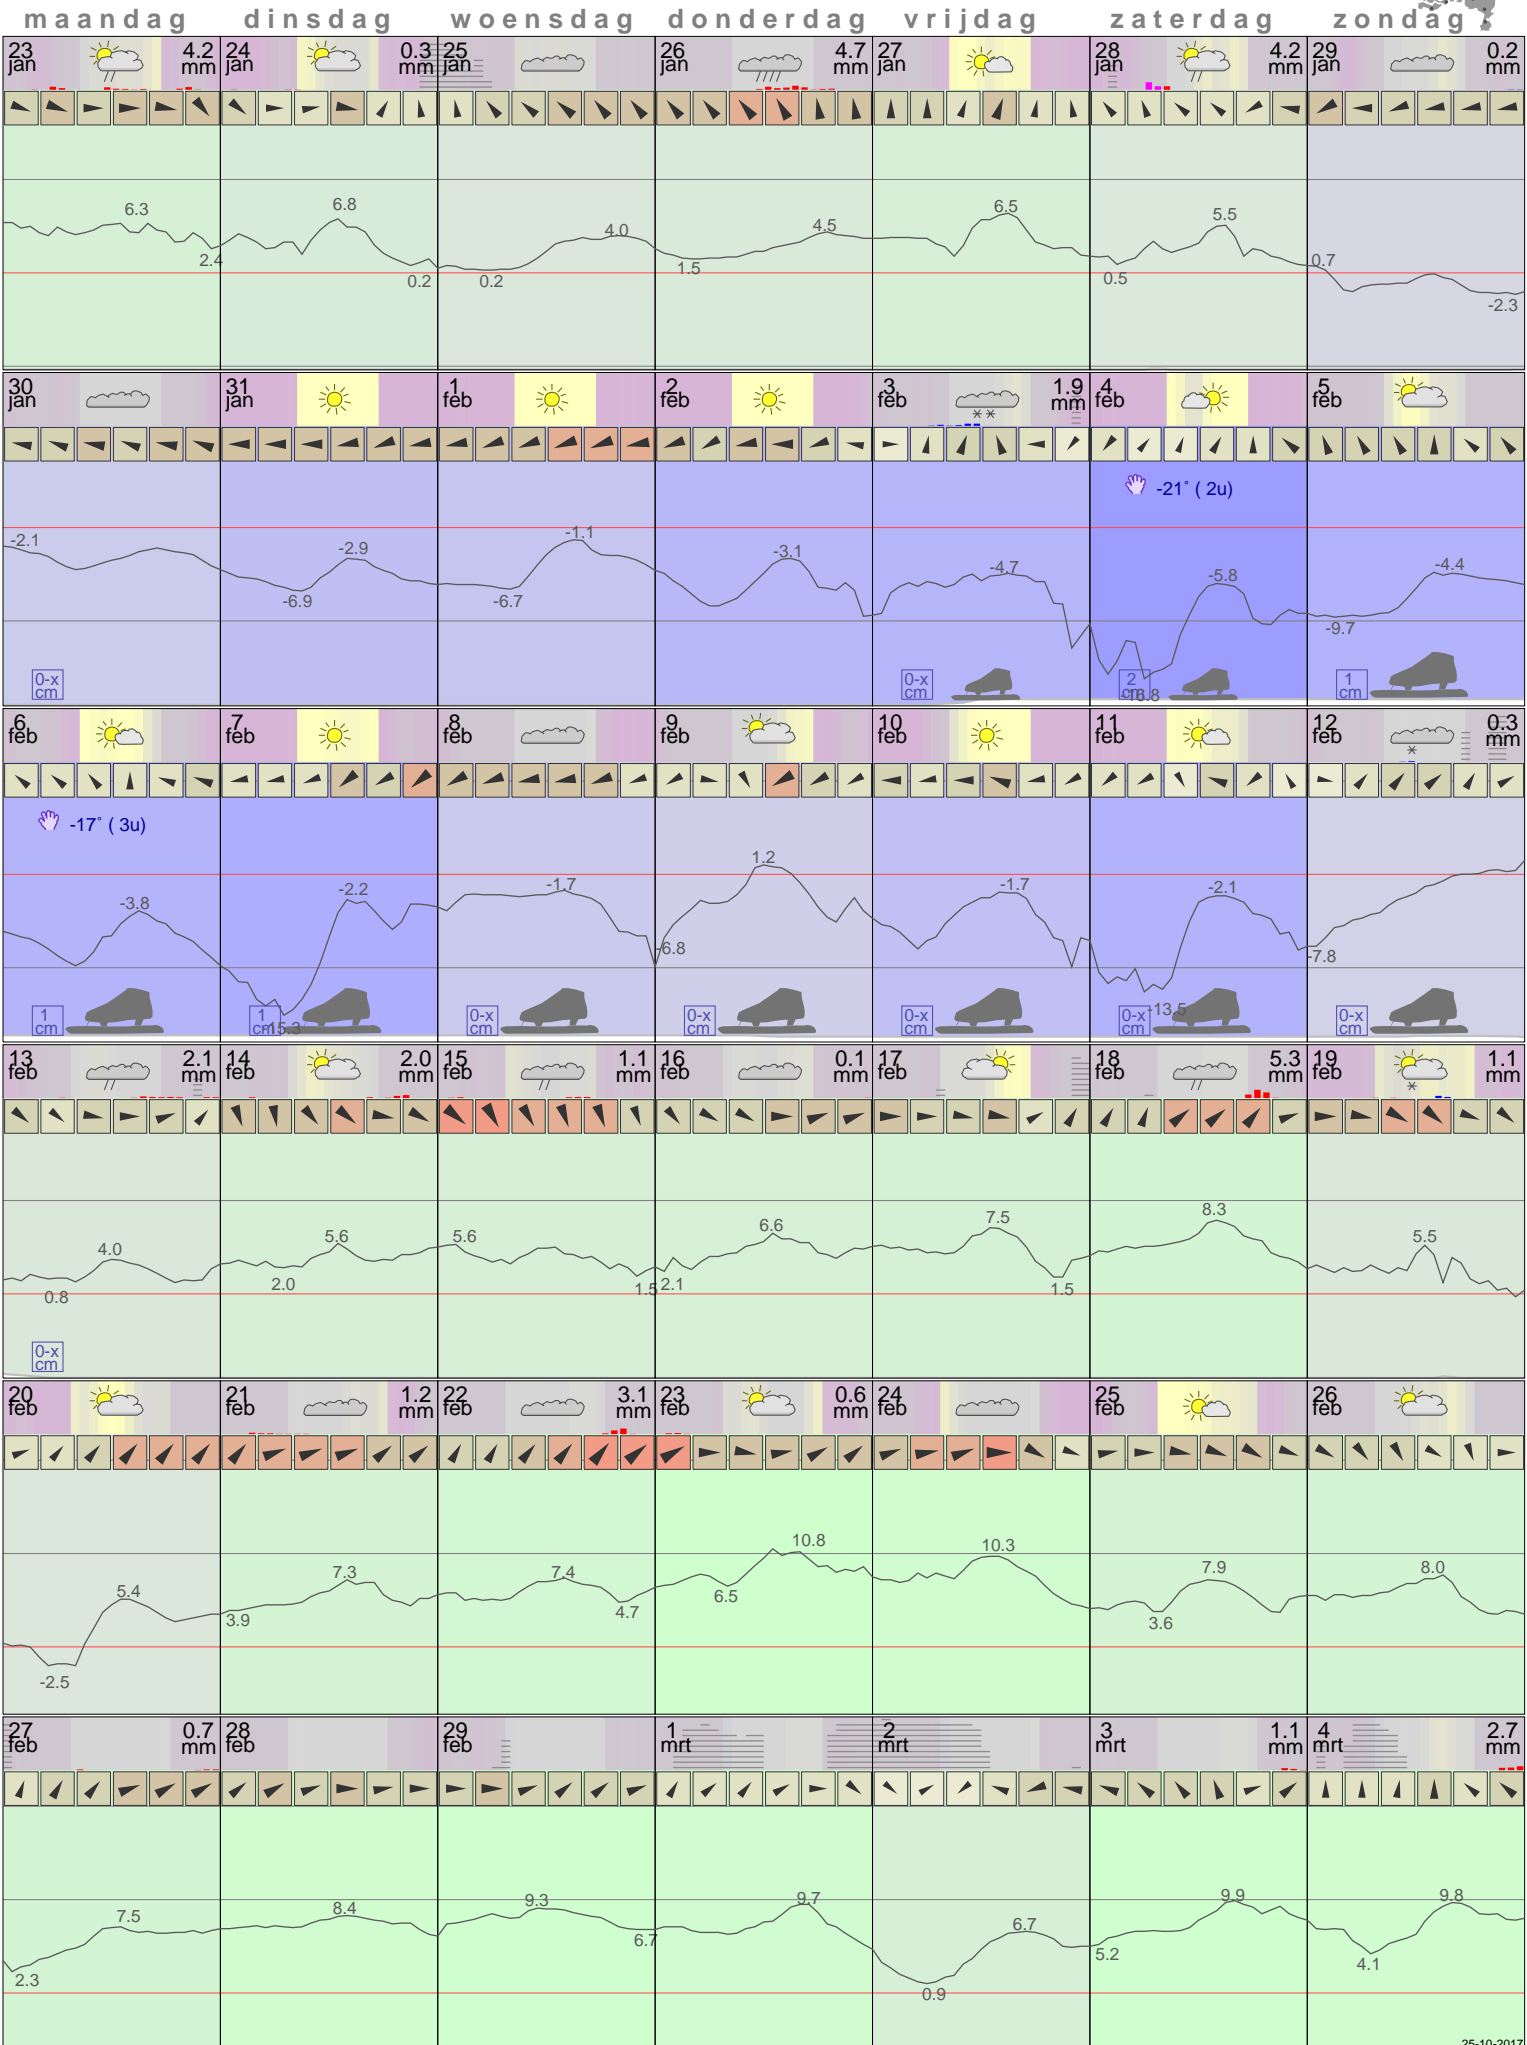 maandag dinsdag woensdag donderdag vrijdag zaterdag zondag
23 4.2 24 0.3 25 26 4.7 27 28 4.2 29 0.2
jan mm jan mm jan jan mm jan jan mm jan mm
6.3 2.4 6.8 0.2 0.2 4.0 1.5 4.5 6.5 0.5 5.5 0.7 -2.3
30 31 1 2 3 1.9 4 5
jan jan feb feb feb mm feb feb
-21° ( 2u)
-2.1 -6.9 -2.9 -6.7 -1.1 -3.1 -4.7 -16.8 -5.8 -9.7 -4.4
0-x 0-x 2 1
cm cm cm cm
6 7 8 9 10 11 12 0.3
feb feb feb feb feb feb feb mm
-17° ( 3u)
-3.8 -15.3 -2.2 -1.7 -6.8 1.2 -1.7 -13.5 -2.1 -7.8
1 1 0-x 0-x 0-x 0-x 0-x
cm cm cm cm cm cm cm
13 2.1 14 2.0 15 1.1 16 0.1 17 18 5.3 19 1.1
feb mm feb mm feb mm feb mm feb feb mm feb mm
0.8 4.0 2.0 5.6 5.6 1.5 2.1 6.6 7.5 1.5 8.3 5.5
0-x
cm
20 21 1.2 22 3.1 23 0.6 24 25 26
feb feb mm feb mm feb mm feb feb feb
-2.5 5.4 3.9 7.3 7.4 4.7 6.5 10.8 10.3 3.6 7.9 8.0
27 0.7 28 29 1 2 3 1.1 4 2.7
feb mm feb feb mrt mrt mrt mm mrt mm
2.3 7.5 8.4 9.3 6.7 9.7 0.9 6.7 5.2 9.9 4.1 9.8
25-10-2017